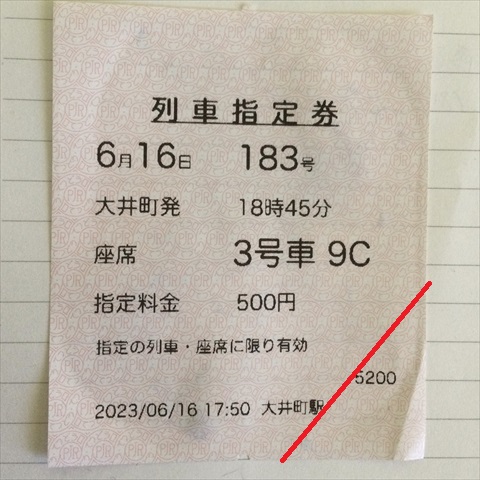 列車指定券
6月16日 183号
大井町発 18時45分
座席 3号車 9C
指定料金 500円
指定の列車・座席に限り有効
5200
2023/06/16 17:50 大井町駅